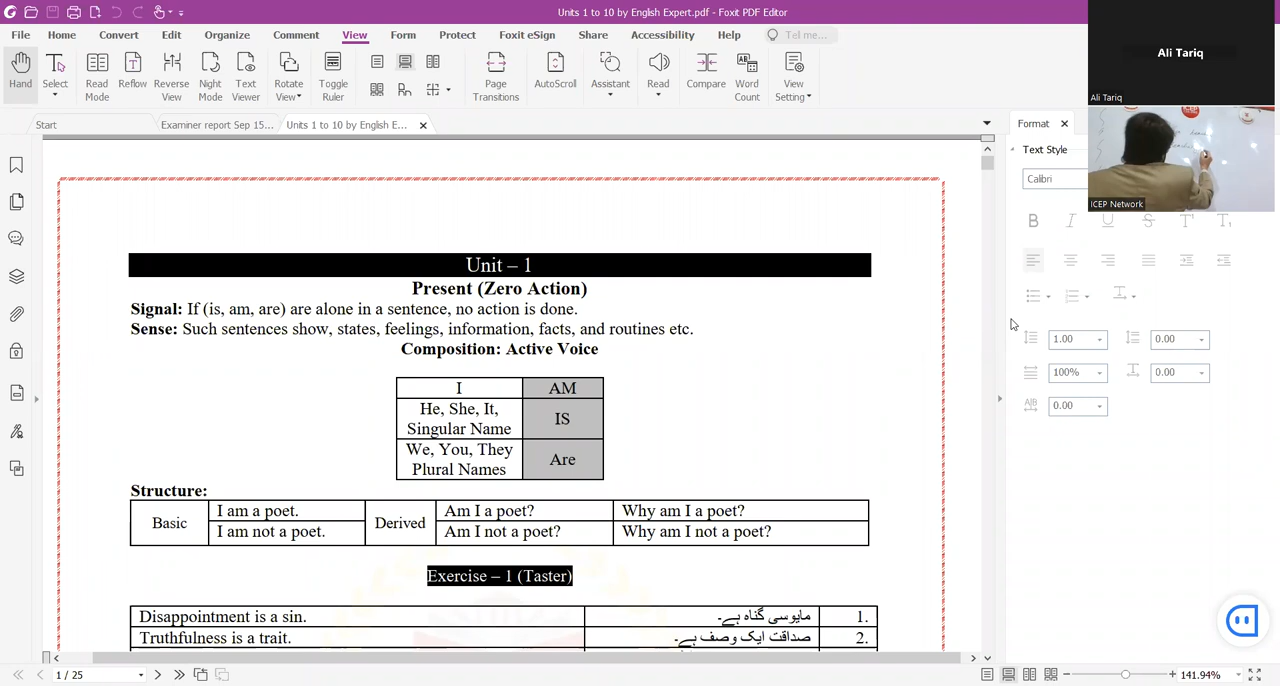 Units 1 to 10 by English Expert.pdf - Foxit PDF Editor
File Home Convert Edit Organize Comment View Form Protect Foxit eSign Share Accessibility Help Tell me...
Hand Select Read Mode Reflow Reverse View Night Mode Text Viewer Rotate View Toggle Ruler Page Transitions AutoScroll Assistant Read Compare Word Count View Setting
Start Examiner report Sep 15... Units 1 to 10 by English E...
Format
Text Style
Calibri
B I U S T T
1.00 0.00
100% 0.00
0.00
Ali Tariq
Ali Tariq
ICEP
ICEP Network
Unit – 1
Present (Zero Action)
Signal: If (is, am, are) are alone in a sentence, no action is done.
Sense: Such sentences show, states, feelings, information, facts, and routines etc.
Composition: Active Voice
I AM
He, She, It, Singular Name IS
We, You, They Plural Names Are
Structure:
Basic I am a poet. Derived Am I a poet? Why am I a poet?
I am not a poet. Am I not a poet? Why am I not a poet?
Exercise – 1 (Taster)
Disappointment is a sin. مایوسی گناہ ہے۔ 1.
Truthfulness is a trait. صداقت ایک وصف ہے۔ 2.
1 / 25
141.94%